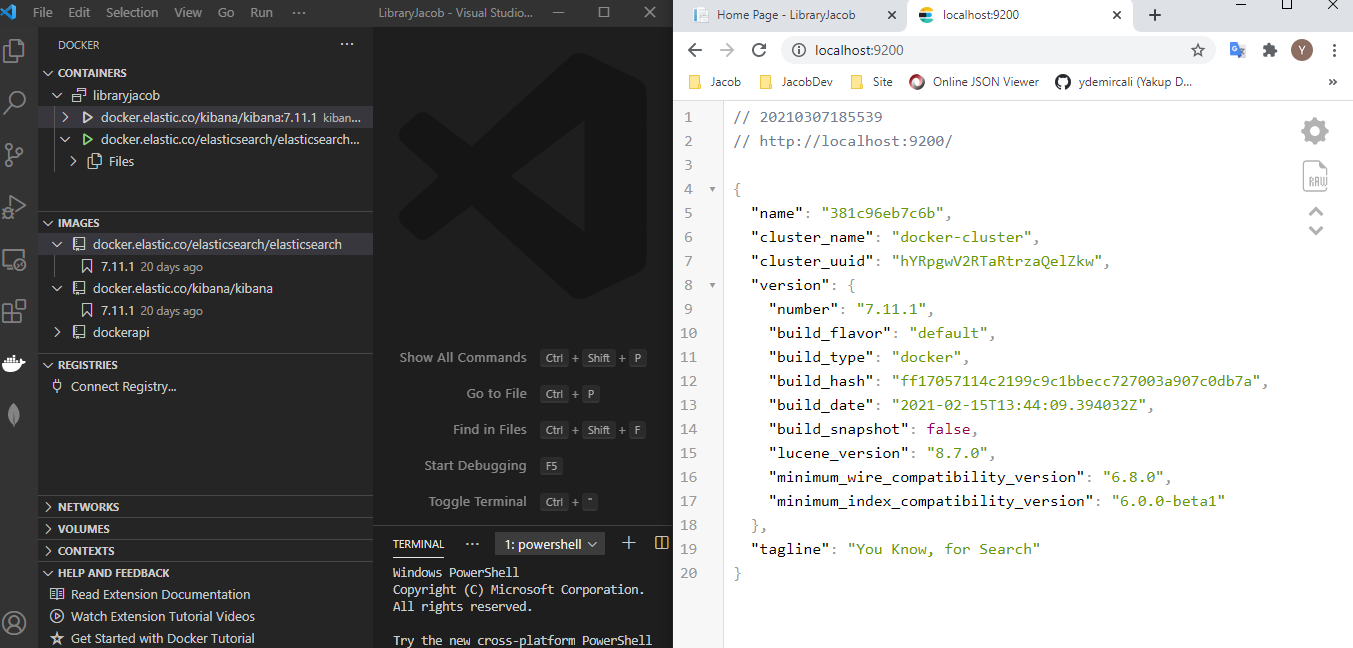 File Edit Selection View Go Run ··· LibraryJacob - Visual Studio...
DOCKER ···
CONTAINERS
libraryjacob
docker.elastic.co/kibana/kibana:7.11.1 kiban...
docker.elastic.co/elasticsearch/elasticsearch...
Files
IMAGES
docker.elastic.co/elasticsearch/elasticsearch
7.11.1 20 days ago
docker.elastic.co/kibana/kibana
7.11.1 20 days ago
dockerapi
REGISTRIES
Connect Registry...
NETWORKS
VOLUMES
CONTEXTS
HELP AND FEEDBACK
Read Extension Documentation
Watch Extension Tutorial Videos
Get Started with Docker Tutorial
Show All Commands Ctrl + Shift + P
Go to File Ctrl + P
Find in Files Ctrl + Shift + F
Start Debugging F5
Toggle Terminal Ctrl + "
TERMINAL ··· 1: powershell
Windows PowerShell
Copyright (C) Microsoft Corporation.
All rights reserved.
Try the new cross-platform PowerShell
Home Page - LibraryJacob
localhost:9200
localhost:9200
Y
Jacob JacobDev Site Online JSON Viewer ydemircali (Yakup D... »
1 // 20210307185539
2 // http://localhost:9200/
3
4 {
5 "name": "381c96eb7c6b",
6 "cluster_name": "docker-cluster",
7 "cluster_uuid": "hYRpgwV2RTaRtrzaQelZkw",
8 "version": {
9 "number": "7.11.1",
10 "build_flavor": "default",
11 "build_type": "docker",
12 "build_hash": "ff17057114c2199c9c1bbecc727003a907c0db7a",
13 "build_date": "2021-02-15T13:44:09.394032Z",
14 "build_snapshot": false,
15 "lucene_version": "8.7.0",
16 "minimum_wire_compatibility_version": "6.8.0",
17 "minimum_index_compatibility_version": "6.0.0-beta1"
18 },
19 "tagline": "You Know, for Search"
20 }
RAW